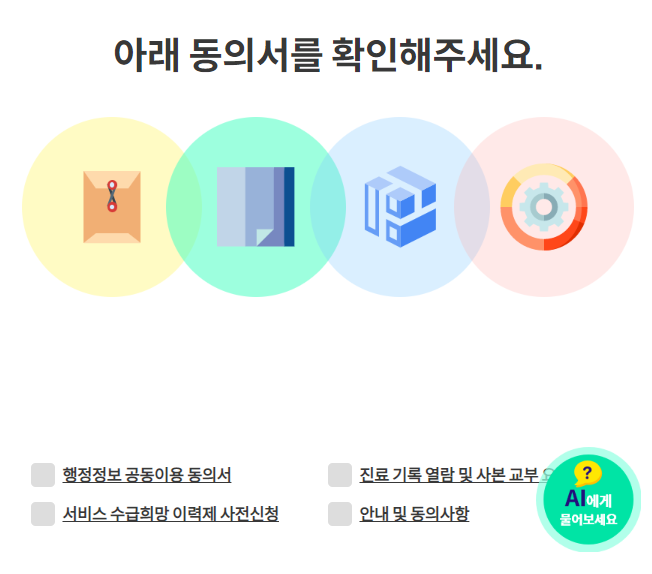 아래 동의서를 확인해주세요.
행정정보 공동이용 동의서
진료 기록 열람 및 사본 교부
서비스 수급희망 이력제 사전신청
안내 및 동의사항
?
AI에게
물어보세요